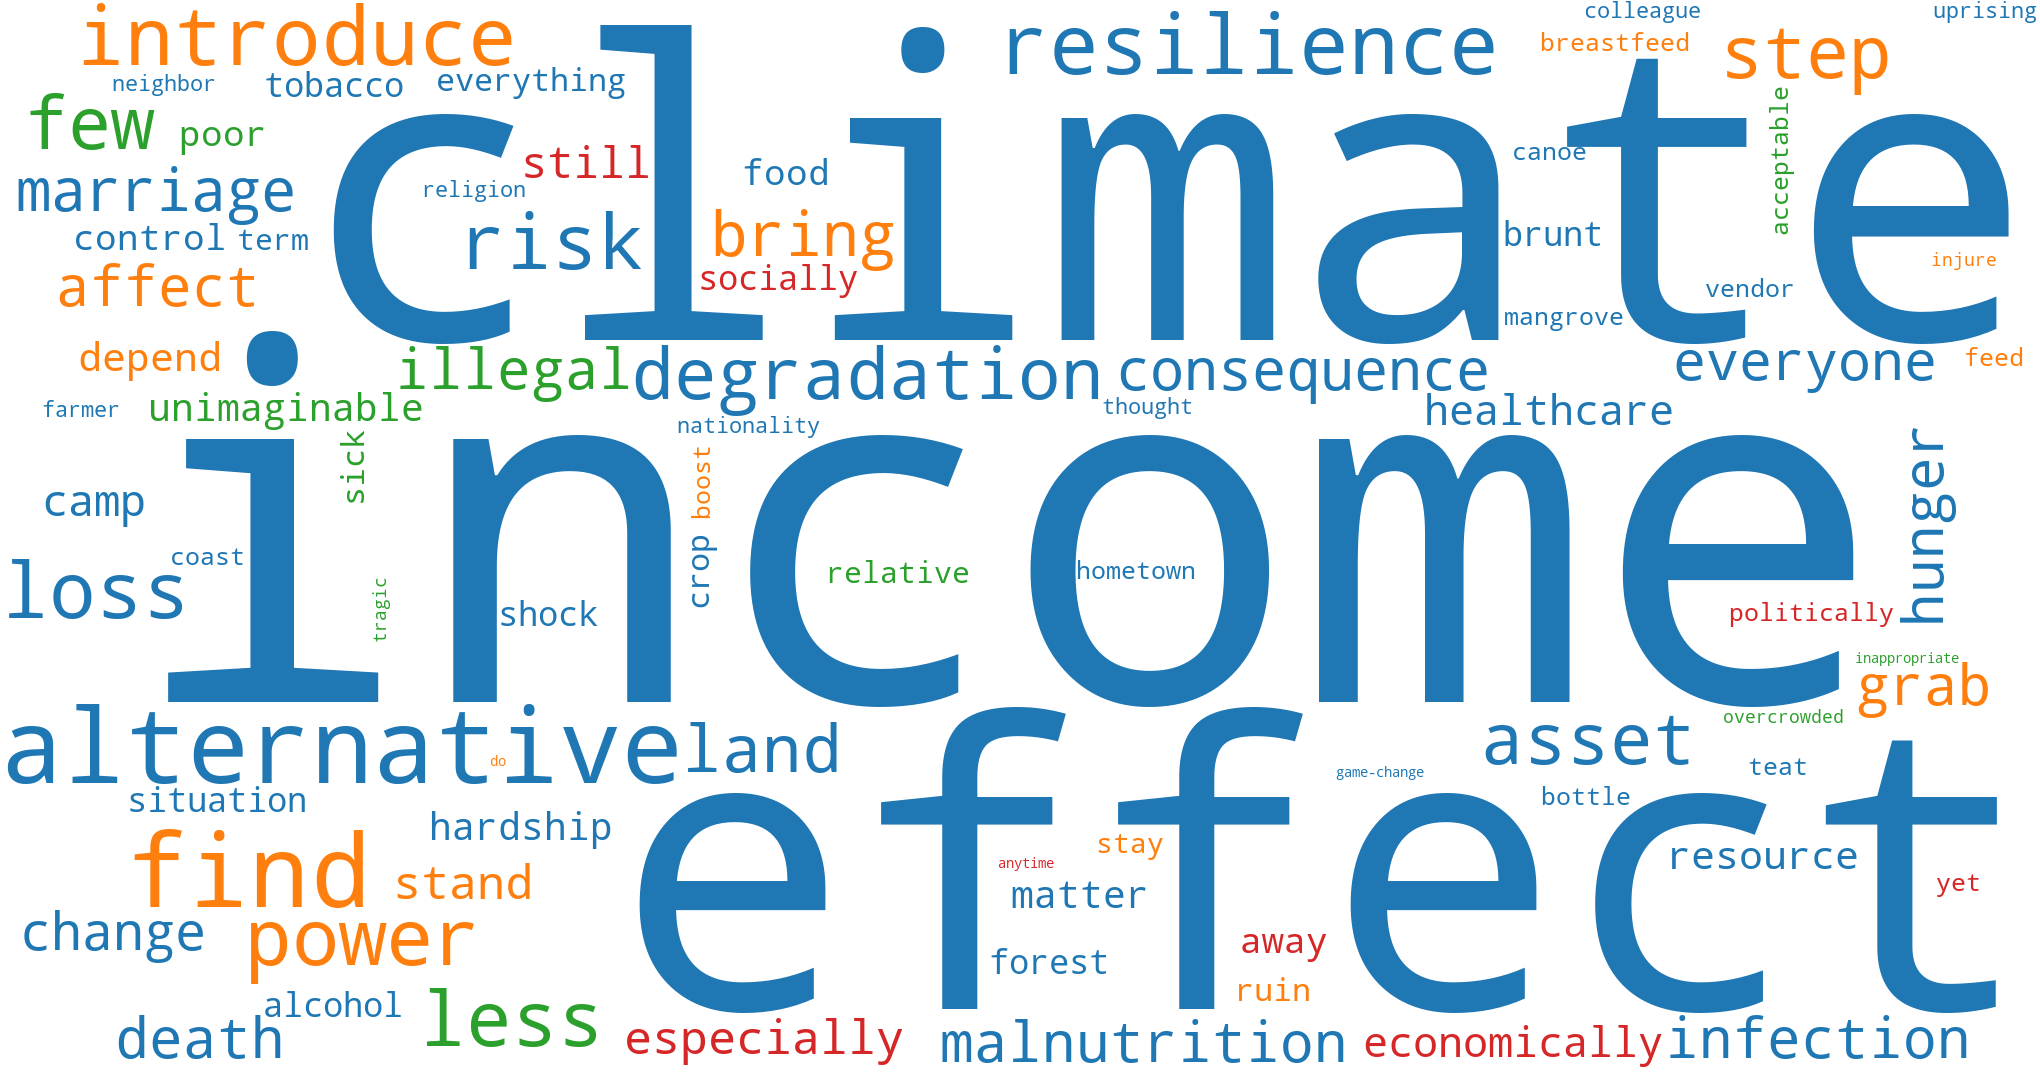 introduce
resilience
colleague
uprising
neighbor
tobacco
everything
breastfeed
step
climate
few
poor
still
food
canoe
acceptable
marriage
religion
control
term
risk
bring
brunt
injure
affect
socially
vendor
mangrove
depend
illegal
degradation
consequence
everyone
feed
farmer
unimaginable
nationality
thought
healthcare
income
sick
boost
crop
hunger
camp
coast
loss
tragic
shock
relative
hometown
politically
inappropriate
grab
alternative
land
asset
overcrowded
do
effect
game-change
teat
situation
bottle
hardship
find
stand
stay
anytime
matter
resource
yet
change
power
forest
away
ruin
death
alcohol
less
especially
malnutrition
economically
infection